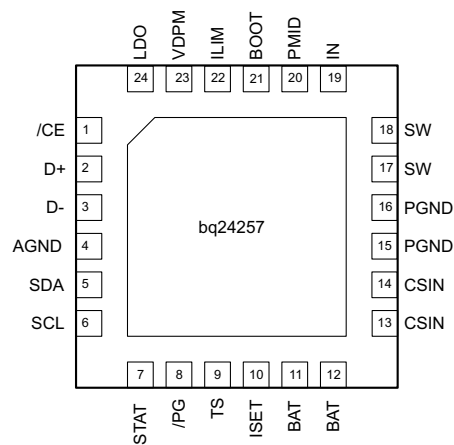 LDO
VDPM
ILIM
BOOT
PMID
IN
24
23
22
21
20
19
/CE 1
D+ 2
D- 3
AGND 4
SDA 5
SCL 6
bq24257
18 SW
17 SW
16 PGND
15 PGND
14 CSIN
13 CSIN
7
8
9
10
11
12
STAT
/PG
TS
ISET
BAT
BAT